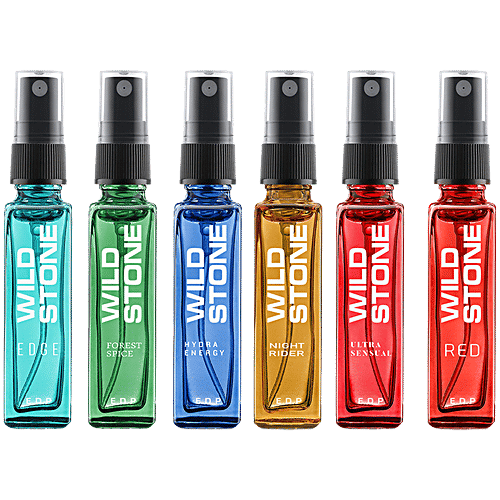 WILD
STONE
EDGE
E.D.P
WILD
STONE
FOREST
SPICE
E.D.P
WILD
STONE
HYDRA
ENERGY
E.D.P
WILD
STONE
NIGHT
RIDER
E.D.P
WILD
STONE
ULTRA
SENSUAL
E.D.P
WILD
STONE
RED
E.D.P